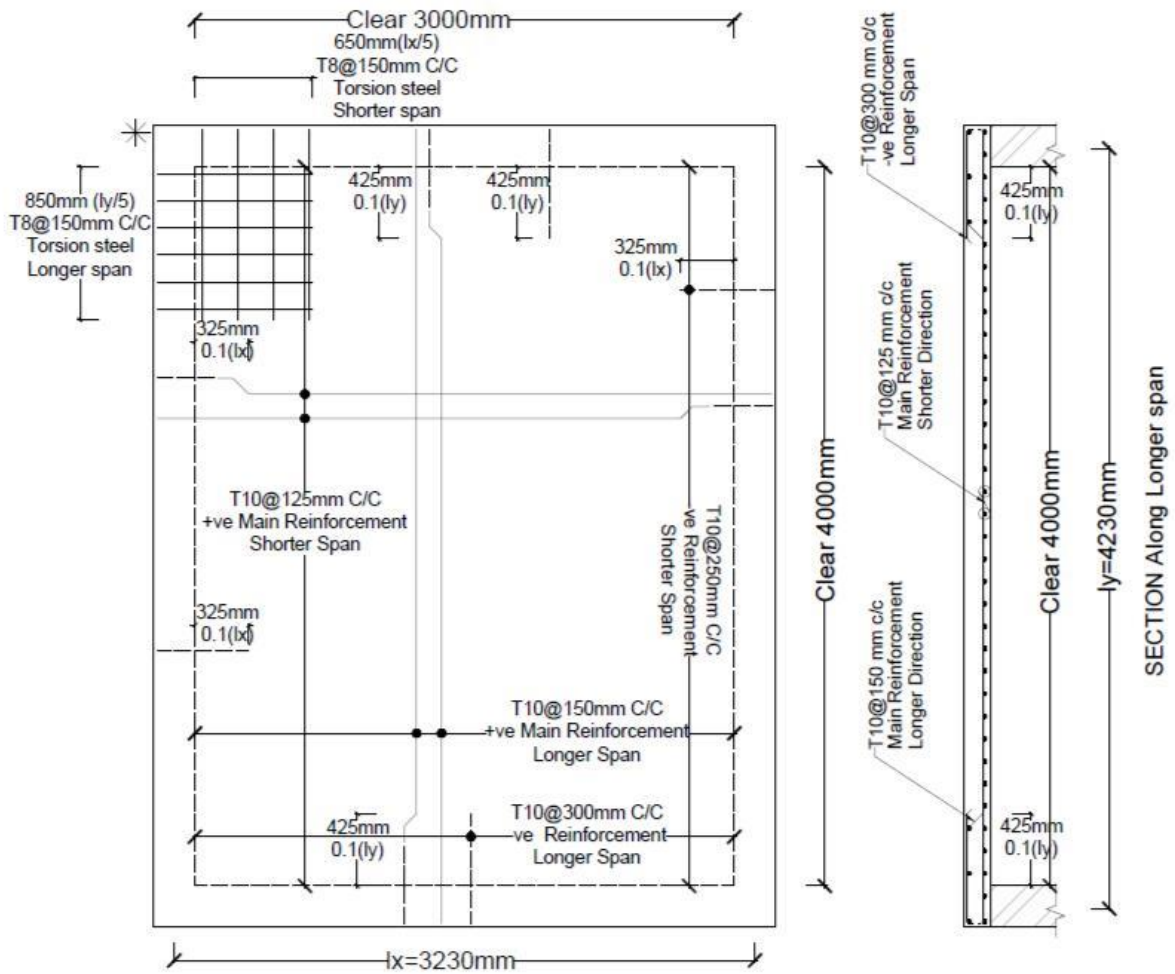 Clear 3000mm
650mm(lx/5)
T8@150mm C/C
Torsion steel
Shorter span
850mm (ly/5)
T8@150mm C/C
Torsion steel
Longer span
425mm
0.1(ly)
425mm
0.1(ly)
325mm
0.1(lx)
325mm
0.1(lx)
T10@125mm C/C
+ve Main Reinforcement
Shorter Span
325mm
0.1(lx)
T10@250mm C/C
-ve Reinforcement
Shorter Span
Clear 4000mm
T10@150mm C/C
+ve Main Reinforcement
Longer Span
T10@300mm C/C
ve Reinforcement
Longer Span
425mm
0.1(ly)
lx=3230mm
T10@300 mm c/c
-ve Reinforcement
Longer Span
425mm
0.1(ly)
T10@125 mm c/c
Main Reinforcement
Shorter Direction
T10@150 mm c/c
Main Reinforcement
Longer Direction
425mm
0.1(ly)
Clear 4000mm
ly=4230mm
SECTION Along Longer span